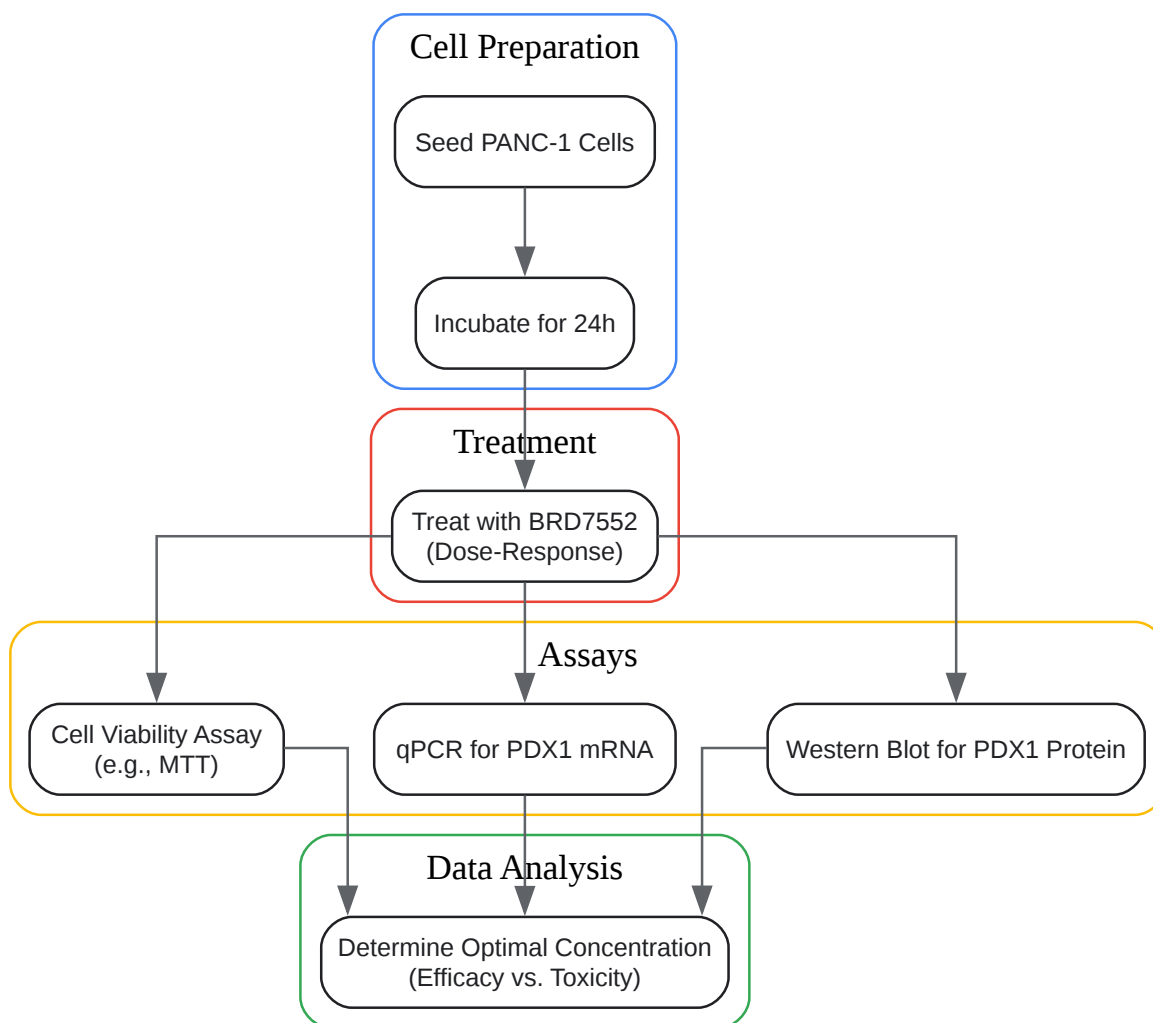 Cell Preparation
Seed PANC-1 Cells
Incubate for 24h
Treatment
Treat with BRD7552
(Dose-Response)
Assays
Cell Viability Assay
(e.g., MTT)
qPCR for PDX1 mRNA
Western Blot for PDX1 Protein
Data Analysis
Determine Optimal Concentration
(Efficacy vs. Toxicity)